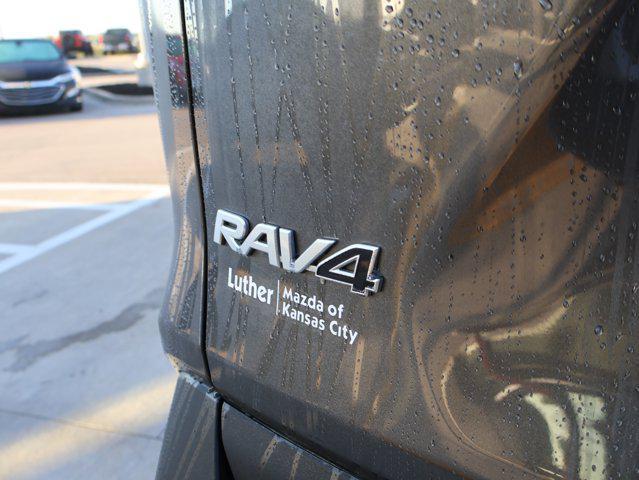 RAV4
Luther
Mazda of
Kansas City